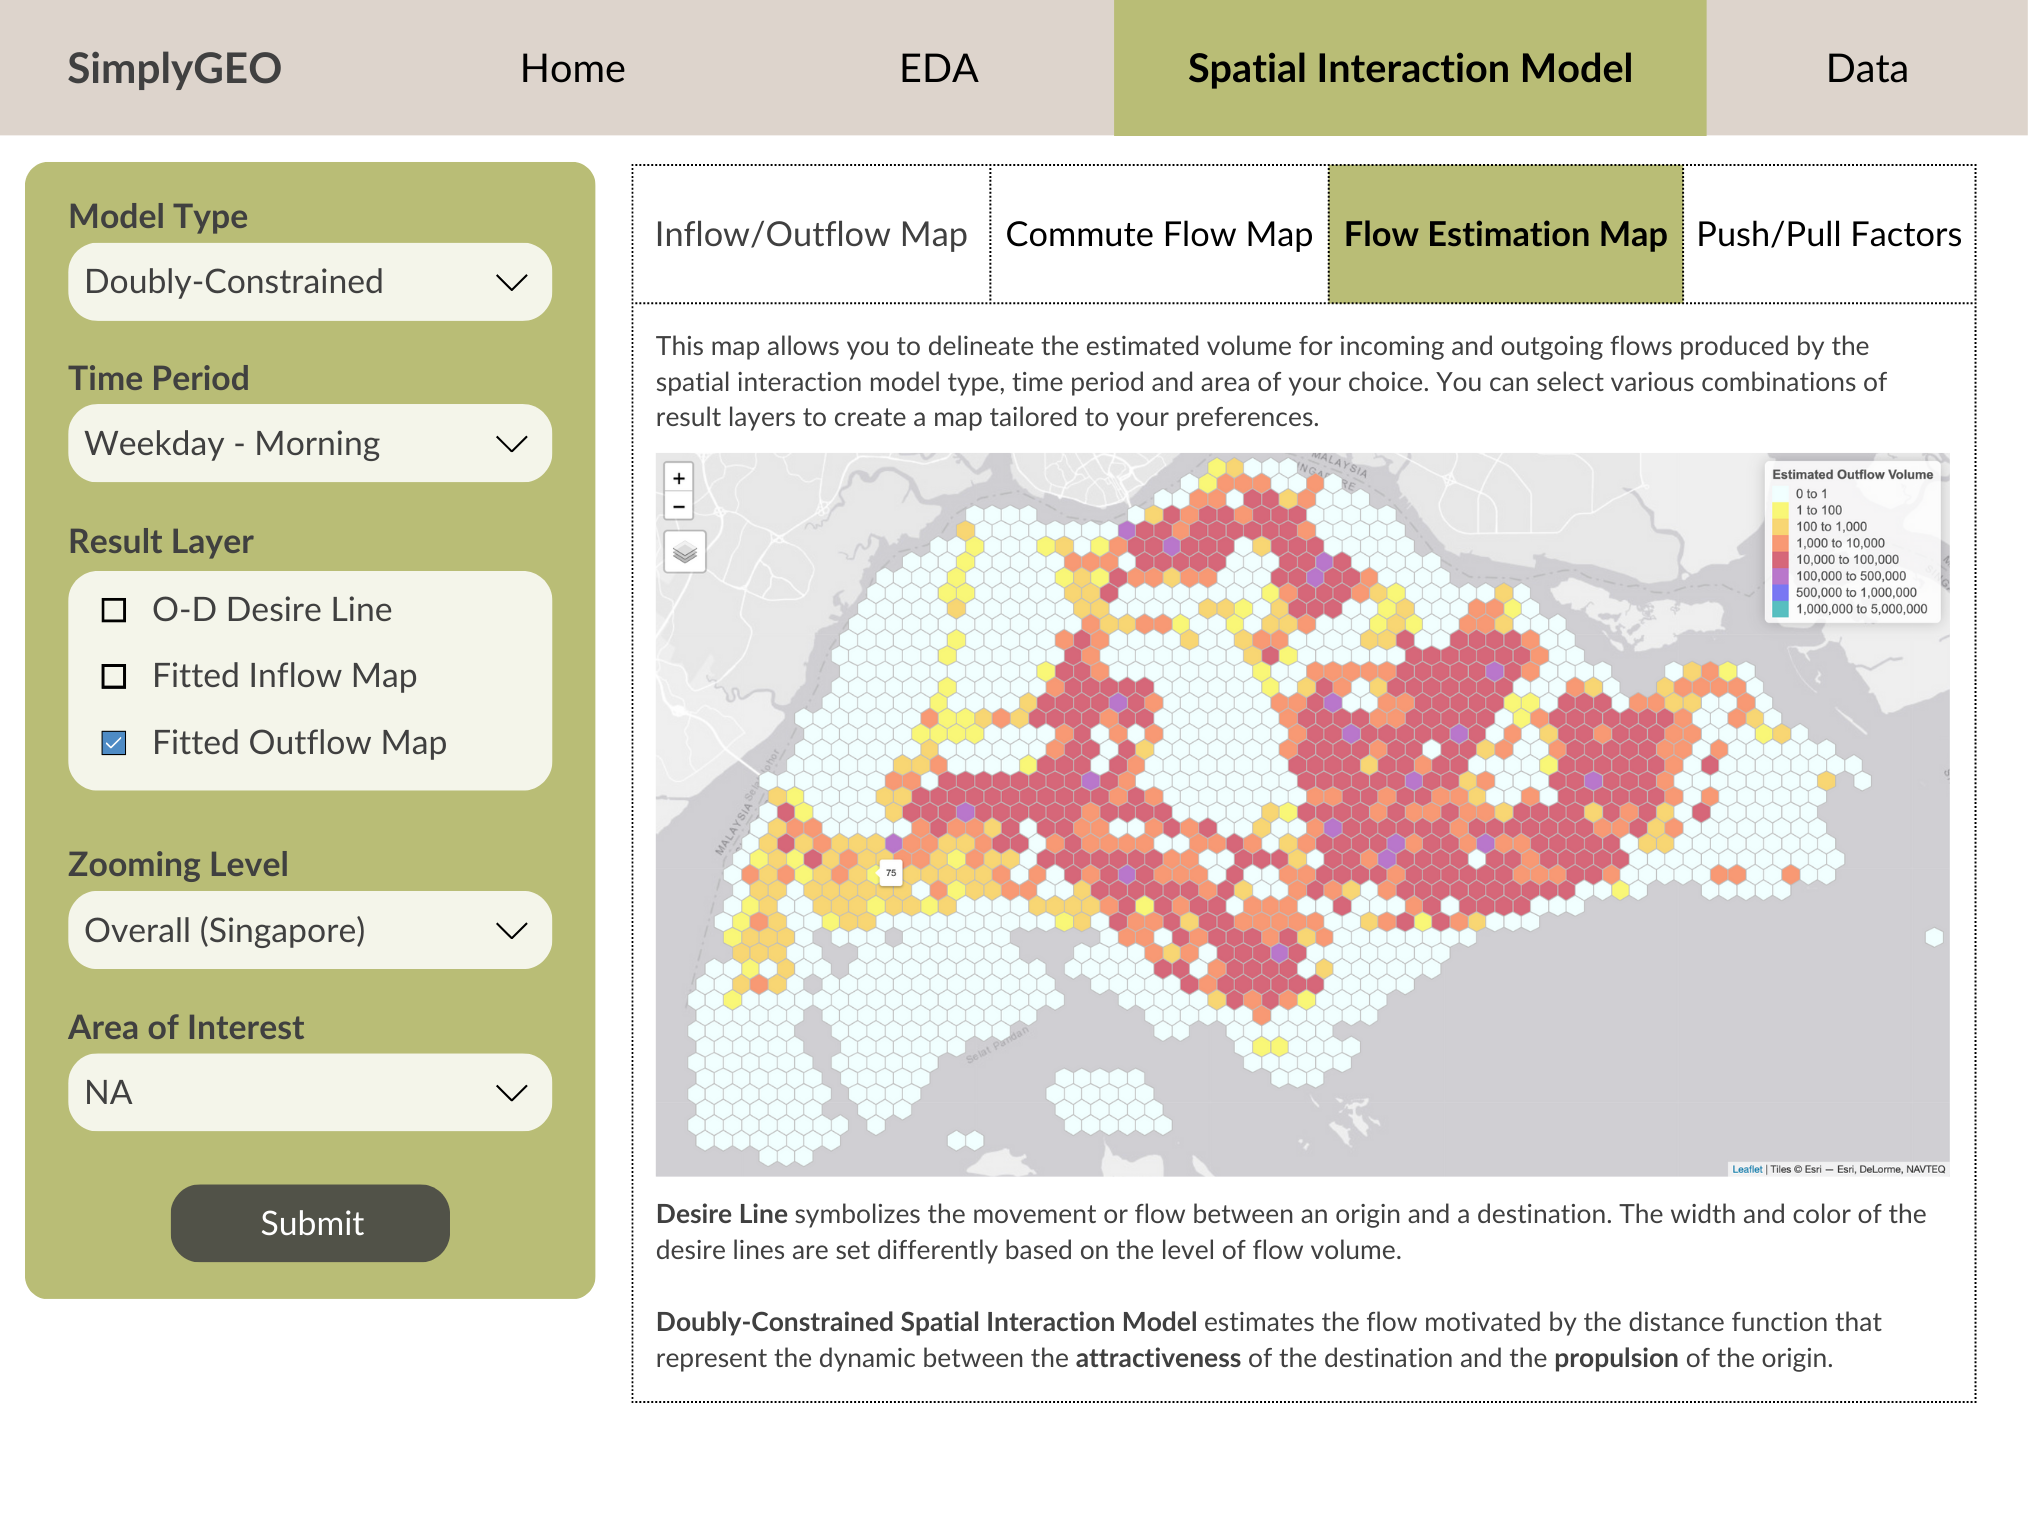 SimplyGEO
Home
EDA
Spatial Interaction Model
Data
Model Type
Doubly-Constrained
Time Period
Weekday - Morning
Result Layer
O-D Desire Line
Fitted Inflow Map
Fitted Outflow Map
Zooming Level
Overall (Singapore)
Area of Interest
NA
Submit
Inflow/Outflow Map
Commute Flow Map
Flow Estimation Map
Push/Pull Factors
This map allows you to delineate the estimated volume for incoming and outgoing flows produced by the
spatial interaction model type, time period and area of your choice. You can select various combinations of
result layers to create a map tailored to your preferences.
+
−
MALAYSIA
Estimated Outflow Volume
0 to 1
1 to 100
100 to 1,000
1,000 to 10,000
10,000 to 100,000
100,000 to 500,000
500,000 to 1,000,000
1,000,000 to 5,000,000
MALAYSIA
75
Selat Pandan
Leaflet | Tiles © Esri — Esri, DeLorme, NAVTEQ
Desire Line symbolizes the movement or flow between an origin and a destination. The width and color of the
desire lines are set differently based on the level of flow volume.
Doubly-Constrained Spatial Interaction Model estimates the flow motivated by the distance function that
represent the dynamic between the attractiveness of the destination and the propulsion of the origin.